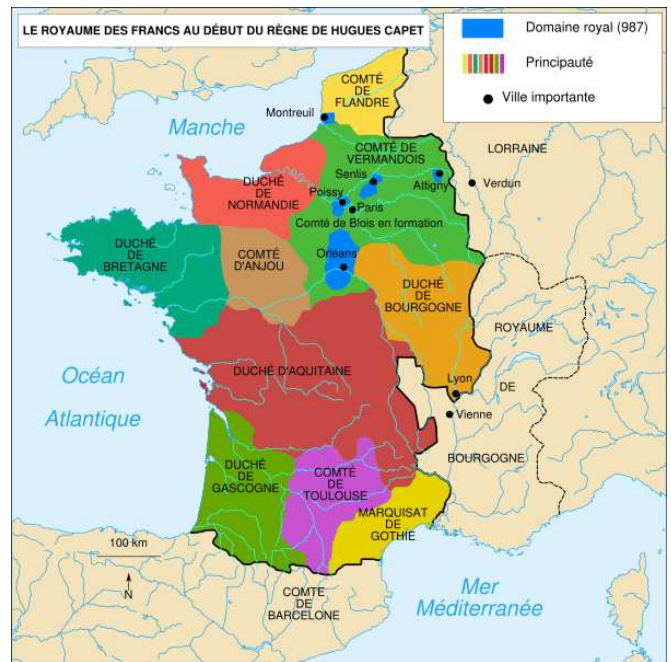 LE ROYAUME DES FRANCS AU DÉBUT DU RÈGNE DE HUGUES CAPET
Domaine royal (987)
Principauté
Ville importante
COMTÉ
DE
FLANDRE
Montreuil
Manche
COMTÉ DE
VERMANDOIS
LORRAINE
Senlis
Attigny
Verdun
DUCHÉ
DE
NORMANDIE
Poissy
Paris
Comté de Blois en formation
DUCHÉ
DE
BRETAGNE
COMTÉ
D'ANJOU
Orléans
DUCHÉ
DE
BOURGOGNE
ROYAUME
DE
BOURGOGNE
Océan
Atlantique
DUCHÉ D'AQUITAINE
Lyon
Vienne
DUCHÉ
DE
GASCOGNE
COMTÉ
DE
TOULOUSE
MARQUISAT
DE
GOTHIE
100 km
N
COMTE
DE
BARCELONE
Mer
Méditerranée